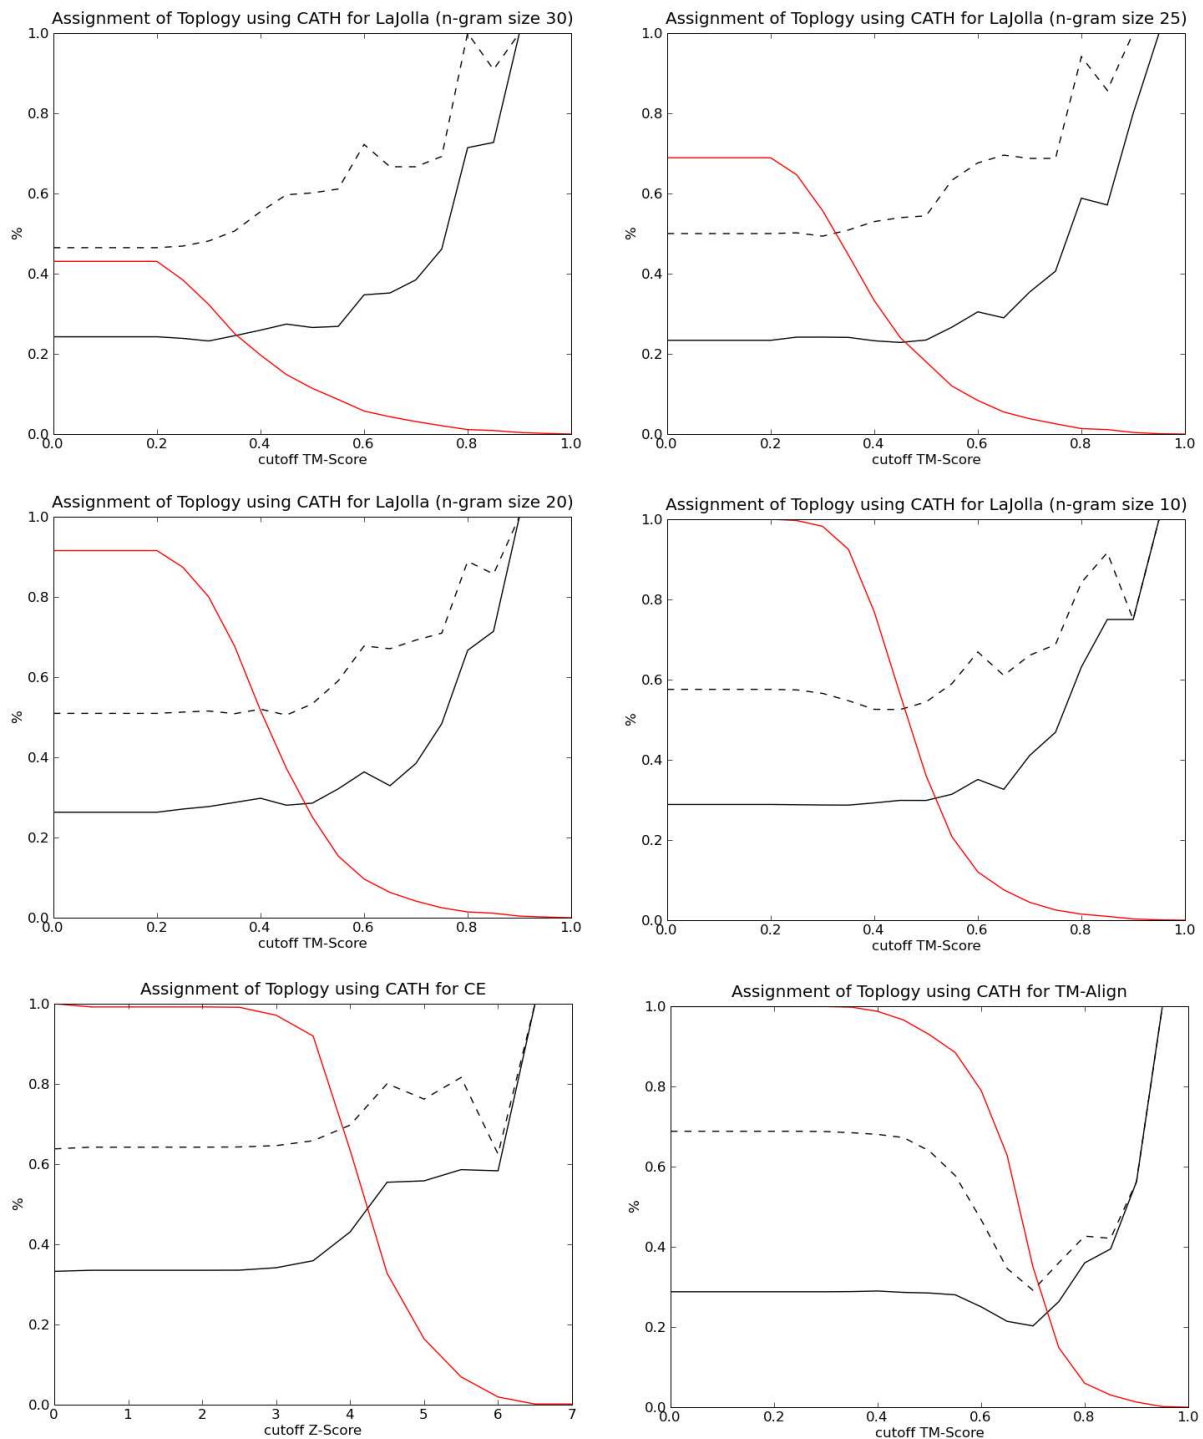 Assignment of Toplogy using CATH for LaJolla (n-gram size 30)
1.0
0.8
0.6
%
0.4
0.2
0.0
0.0 0.2 0.4 0.6 0.8 1.0
cutoff TM-Score
Assignment of Toplogy using CATH for LaJolla (n-gram size 25)
1.0
0.8
0.6
%
0.4
0.2
0.0
0.0 0.2 0.4 0.6 0.8 1.0
cutoff TM-Score
Assignment of Toplogy using CATH for LaJolla (n-gram size 20)
1.0
0.8
0.6
%
0.4
0.2
0.0
0.0 0.2 0.4 0.6 0.8 1.0
cutoff TM-Score
Assignment of Toplogy using CATH for LaJolla (n-gram size 10)
1.0
0.8
0.6
%
0.4
0.2
0.0
0.0 0.2 0.4 0.6 0.8 1.0
cutoff TM-Score
Assignment of Toplogy using CATH for CE
1.0
0.8
0.6
%
0.4
0.2
0.0
0 1 2 3 4 5 6 7
cutoff Z-Score
Assignment of Toplogy using CATH for TM-Align
1.0
0.8
0.6
%
0.4
0.2
0.0
0.0 0.2 0.4 0.6 0.8 1.0
cutoff TM-Score